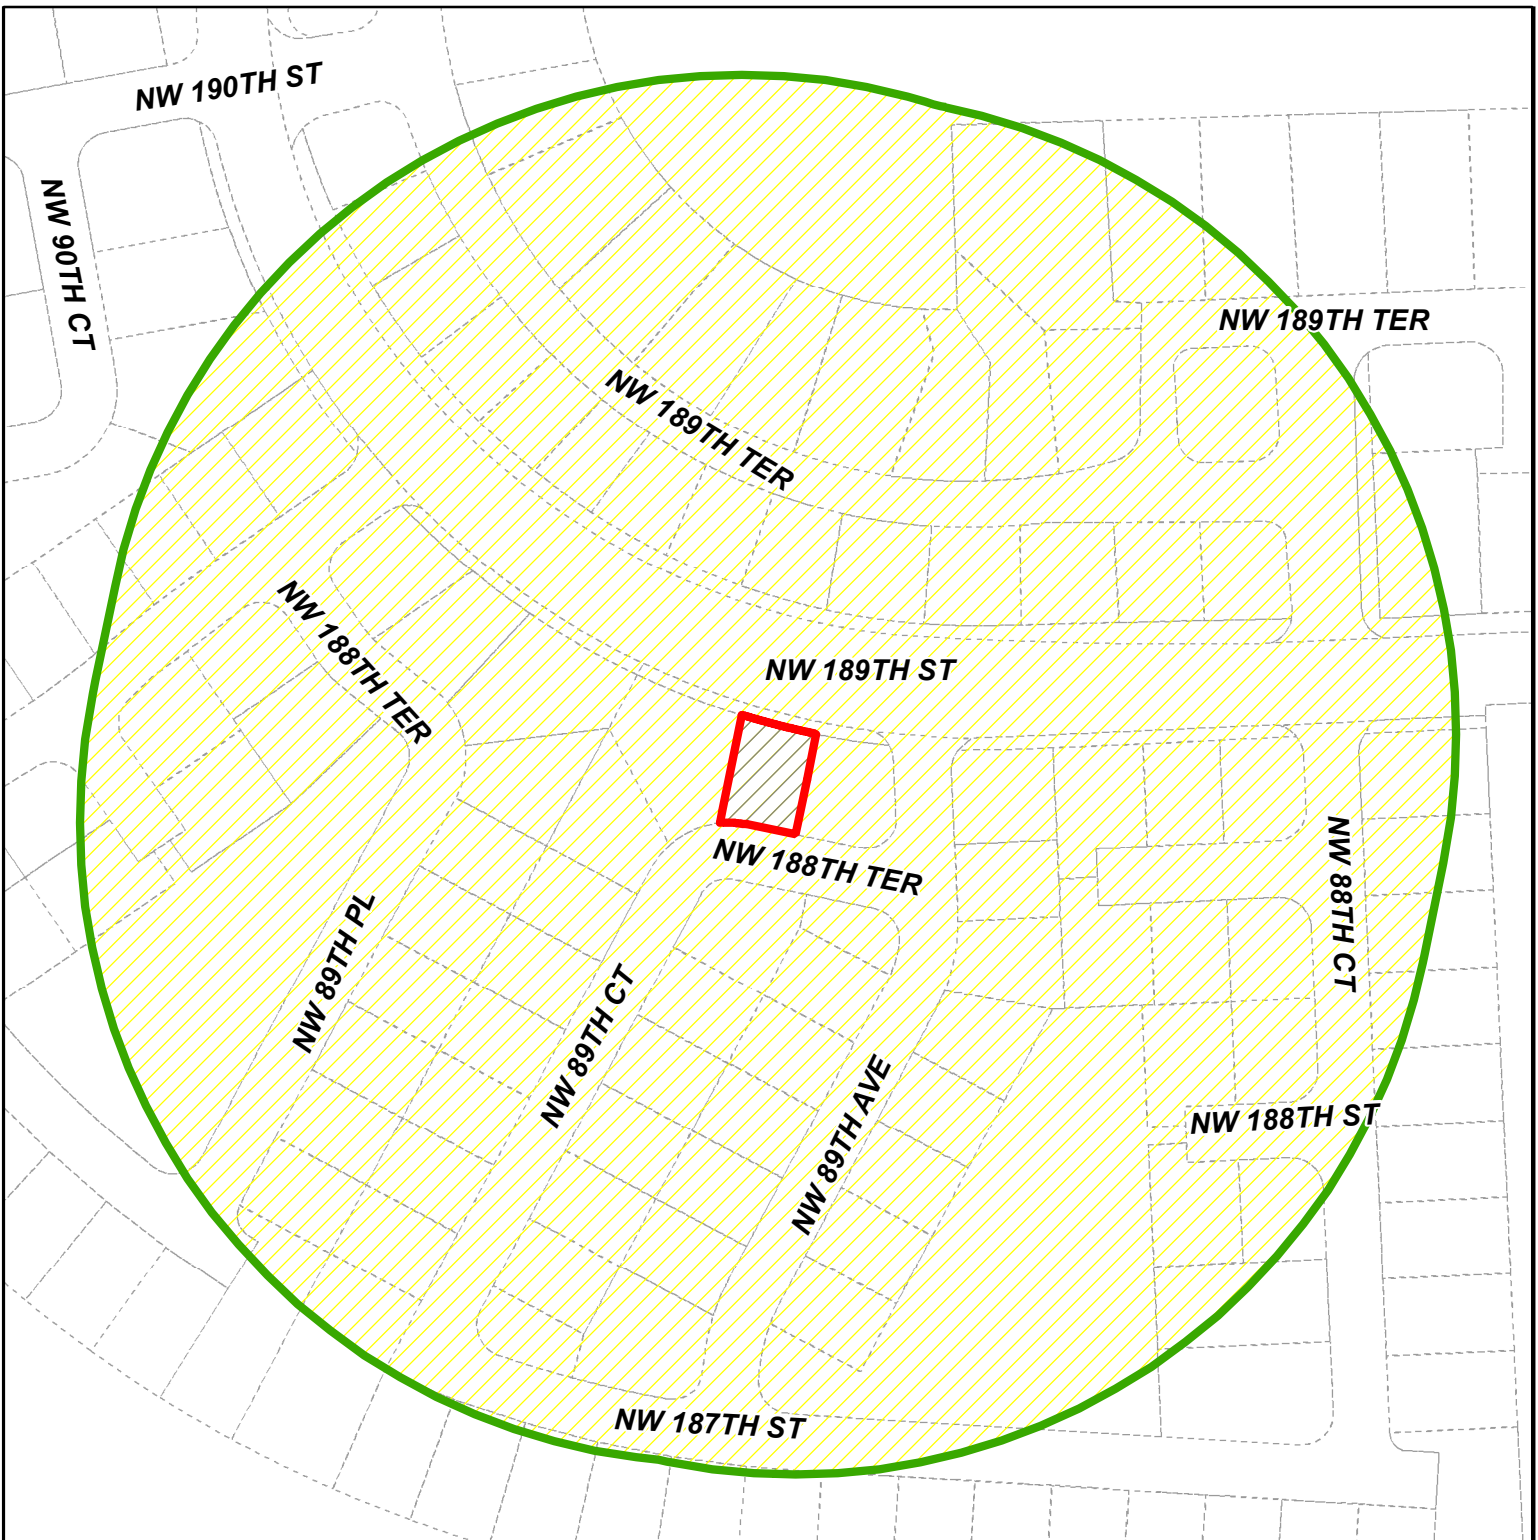 NW 190TH ST
NW 90TH CT
NW 189TH TER
NW 189TH TER
NW 188TH TER
NW 189TH ST
NW 188TH TER
NW 88TH CT
NW 89TH PL
NW 89TH CT
NW 89TH AVE
NW 188TH ST
NW 187TH ST